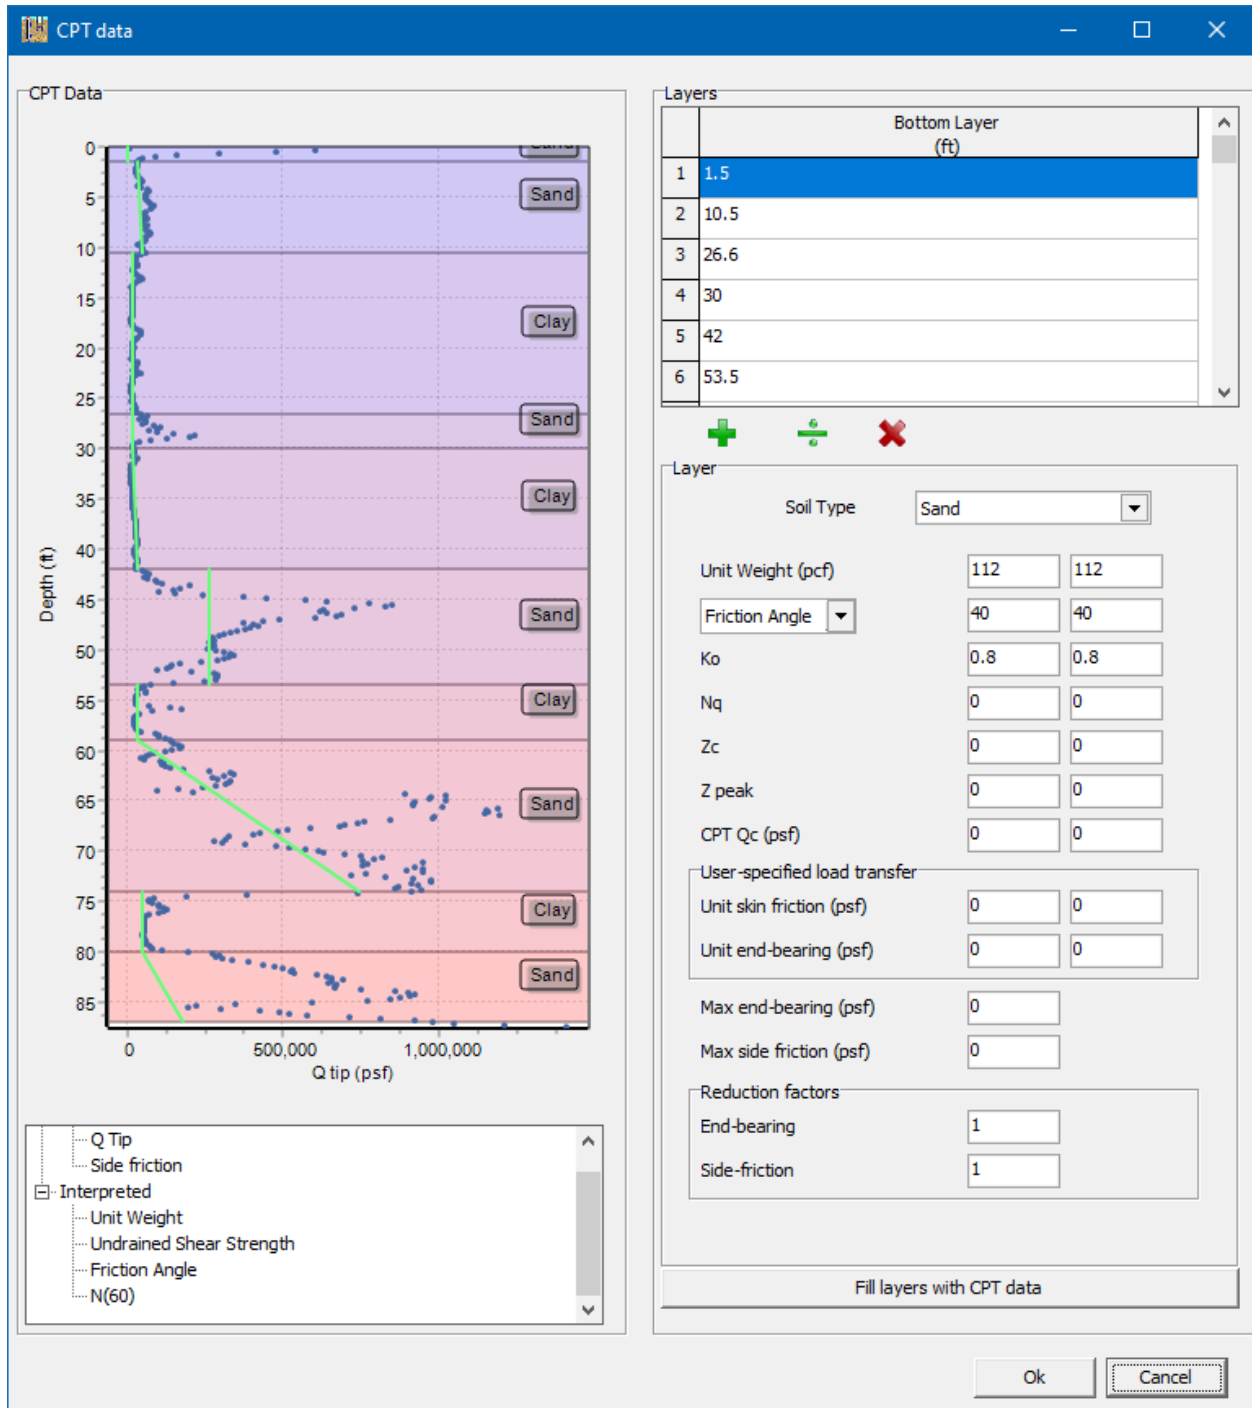 CPT data
CPT Data
Sand
Sand
Clay
Sand
Clay
Sand
Clay
Sand
Clay
Sand
0
5
10
15
20
25
30
35
40
45
50
55
60
65
70
75
80
85
Depth (ft)
0 500,000 1,000,000
Q tip (psf)
Q Tip
Side friction
Interpreted
Unit Weight
Undrained Shear Strength
Friction Angle
N(60)
Layers
Bottom Layer
(ft)
1 1.5
2 10.5
3 26.6
4 30
5 42
6 53.5
Layer
Soil Type Sand
Unit Weight (pcf) 112 112
Friction Angle 40 40
Ko 0.8 0.8
Nq 0 0
Zc 0 0
Z peak 0 0
CPT Qc (psf) 0 0
User-specified load transfer
Unit skin friction (psf) 0 0
Unit end-bearing (psf) 0 0
Max end-bearing (psf) 0
Max side friction (psf) 0
Reduction factors
End-bearing 1
Side-friction 1
Fill layers with CPT data
Ok Cancel